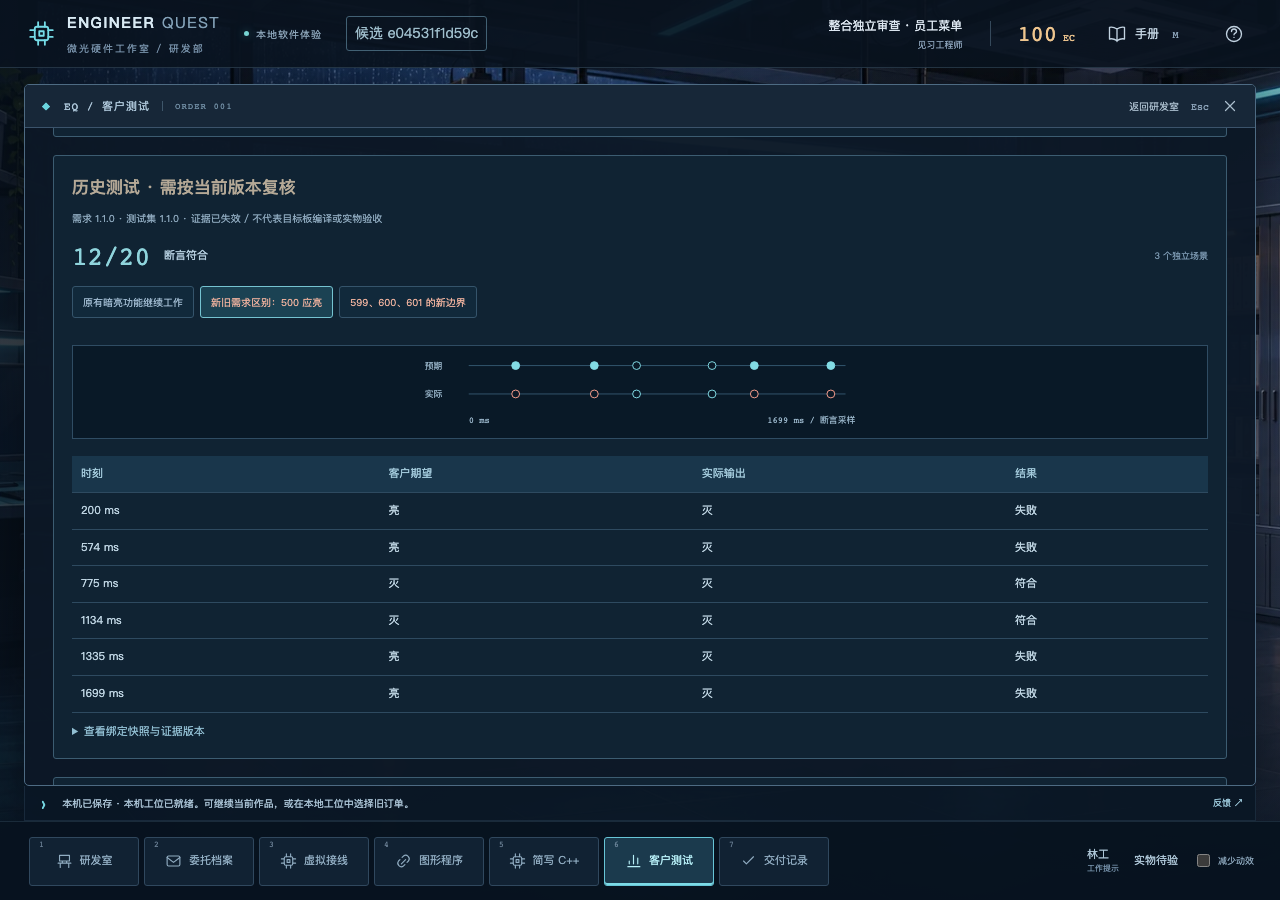 ENGINEER QUEST
微光硬件工作室 / 研发部
本地软件体验
候选 e04531f1d59c
整合独立审查 · 员工菜单
见习工程师
100 EC
手册 M
EQ / 客户测试
ORDER 001
返回研发室 Esc
历史测试 · 需按当前版本复核
需求 1.1.0 · 测试集 1.1.0 · 证据已失效 / 不代表目标板编译或实物验收
12/20 断言符合
3 个独立场景
原有暗亮功能继续工作
新旧需求区别：500 应亮
599、600、601 的新边界
预期
实际
0 ms
1699 ms / 断言采样
时刻 客户期望 实际输出 结果
200 ms 亮 灭 失败
574 ms 亮 灭 失败
775 ms 灭 灭 符合
1134 ms 灭 灭 符合
1335 ms 亮 灭 失败
1699 ms 亮 灭 失败
查看绑定快照与证据版本
本机已保存 · 本机工位已就绪。可继续当前作品，或在本地工位中选择旧订单。
反馈 ↗
1 研发室
2 委托档案
3 虚拟接线
4 图形程序
5 简写 C++
6 客户测试
7 交付记录
林工
工作提示
实物待验
减少动效